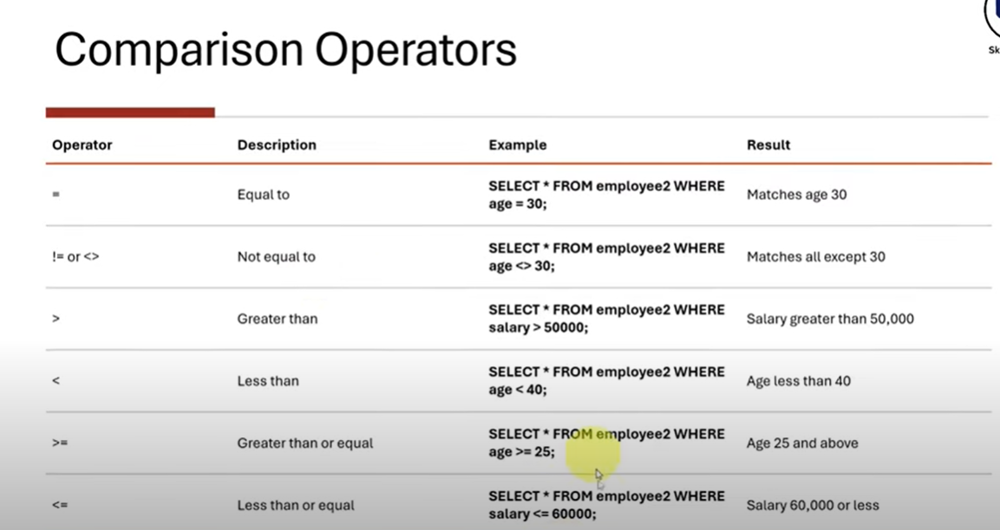 Comparison Operators
Sk
Operator Description Example Result
= Equal to SELECT * FROM employee2 WHERE age = 30; Matches age 30
!= or <> Not equal to SELECT * FROM employee2 WHERE age <> 30; Matches all except 30
> Greater than SELECT * FROM employee2 WHERE salary > 50000; Salary greater than 50,000
< Less than SELECT * FROM employee2 WHERE age < 40; Age less than 40
>= Greater than or equal SELECT * FROM employee2 WHERE age >= 25; Age 25 and above
<= Less than or equal SELECT * FROM employee2 WHERE salary <= 60000; Salary 60,000 or less